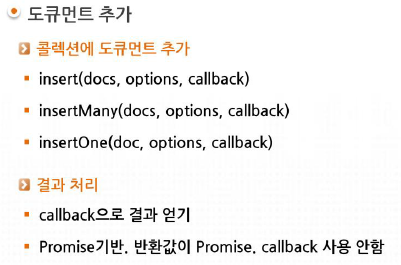 도큐먼트 추가
콜렉션에 도큐먼트 추가
insert(docs, options, callback)
insertMany(docs, options, callback)
insertOne(doc, options, callback)
결과 처리
callback으로 결과 얻기
Promise기반. 반환값이 Promise. callback 사용 안함